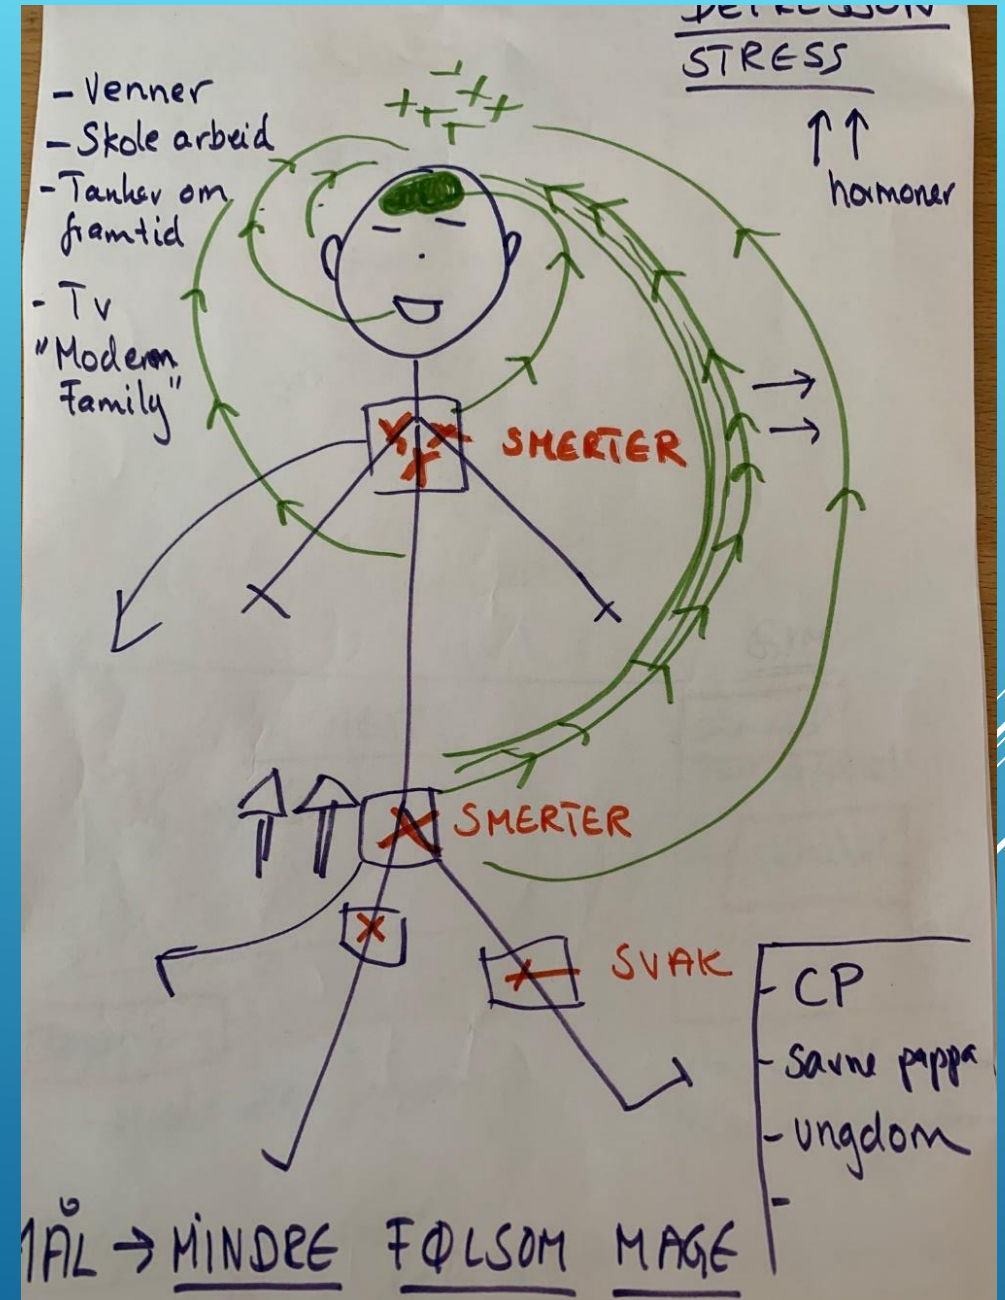 STRESS
- Venner
- Skole arbeid
- Tanker om
framtid
- Tv
"Modern
Family"
hormoner
SMERTER
SMERTER
SVAK
- CP
- Savne pappa
- Ungdom
-
MÅL → MINDRE FØLSOM MAGE